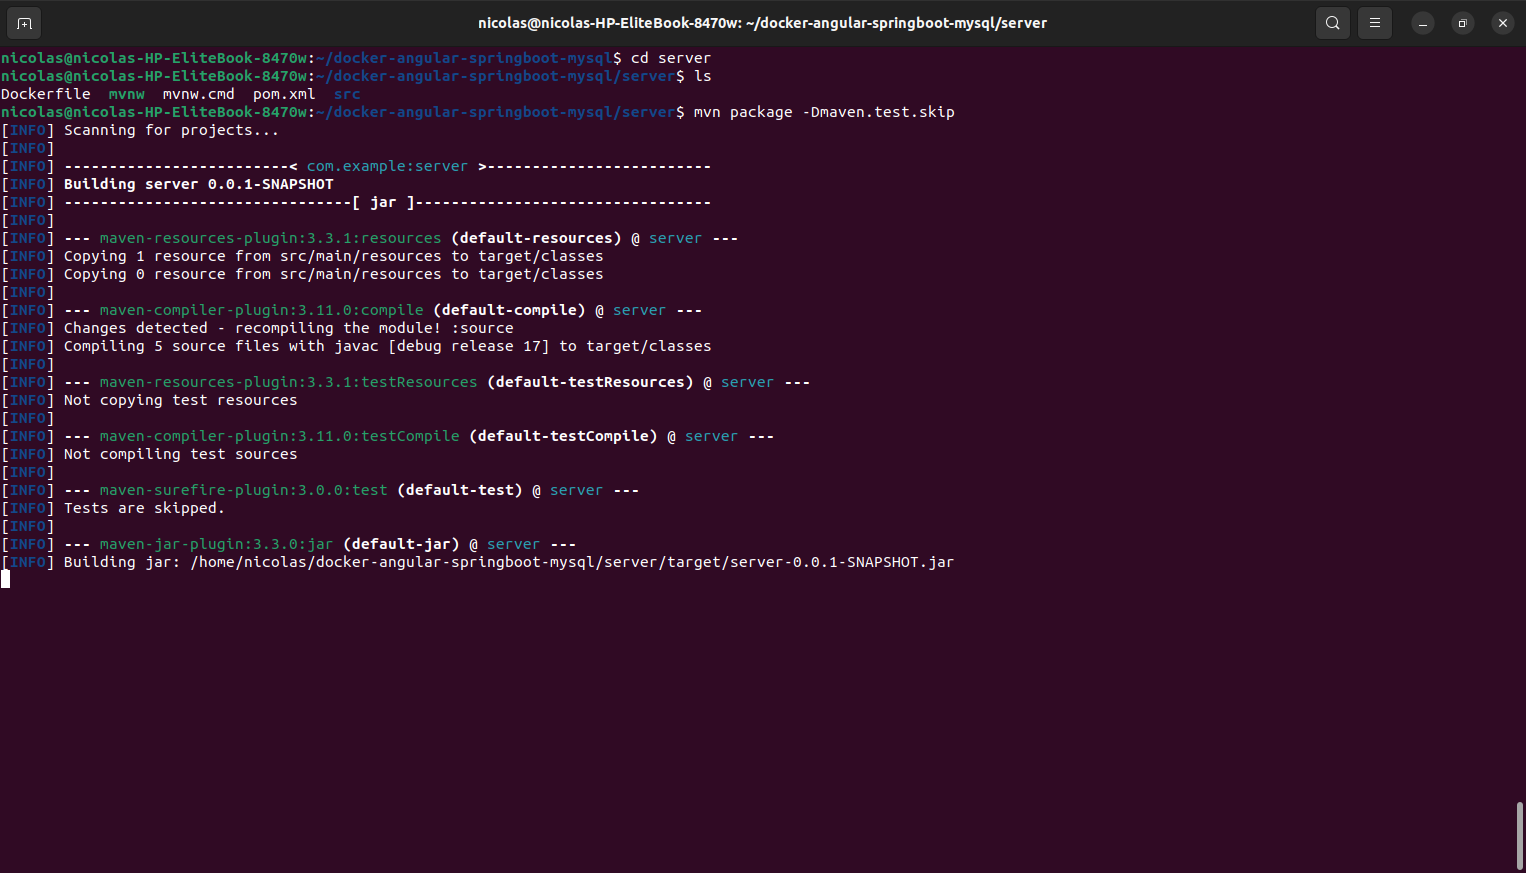 nicolas@nicolas-HP-EliteBook-8470w: ~/docker-angular-springboot-mysql/server
nicolas@nicolas-HP-EliteBook-8470w:~/docker-angular-springboot-mysql$ cd server
nicolas@nicolas-HP-EliteBook-8470w:~/docker-angular-springboot-mysql/server$ ls
Dockerfile  mvnw  mvnw.cmd  pom.xml  src
nicolas@nicolas-HP-EliteBook-8470w:~/docker-angular-springboot-mysql/server$ mvn package -Dmaven.test.skip
[INFO] Scanning for projects...
[INFO]
[INFO] -------------------------< com.example:server >-------------------------
[INFO] Building server 0.0.1-SNAPSHOT
[INFO] --------------------------------[ jar ]---------------------------------
[INFO]
[INFO] --- maven-resources-plugin:3.3.1:resources (default-resources) @ server ---
[INFO] Copying 1 resource from src/main/resources to target/classes
[INFO] Copying 0 resource from src/main/resources to target/classes
[INFO]
[INFO] --- maven-compiler-plugin:3.11.0:compile (default-compile) @ server ---
[INFO] Changes detected - recompiling the module! :source
[INFO] Compiling 5 source files with javac [debug release 17] to target/classes
[INFO]
[INFO] --- maven-resources-plugin:3.3.1:testResources (default-testResources) @ server ---
[INFO] Not copying test resources
[INFO]
[INFO] --- maven-compiler-plugin:3.11.0:testCompile (default-testCompile) @ server ---
[INFO] Not compiling test sources
[INFO]
[INFO] --- maven-surefire-plugin:3.0.0:test (default-test) @ server ---
[INFO] Tests are skipped.
[INFO]
[INFO] --- maven-jar-plugin:3.3.0:jar (default-jar) @ server ---
[INFO] Building jar: /home/nicolas/docker-angular-springboot-mysql/server/target/server-0.0.1-SNAPSHOT.jar